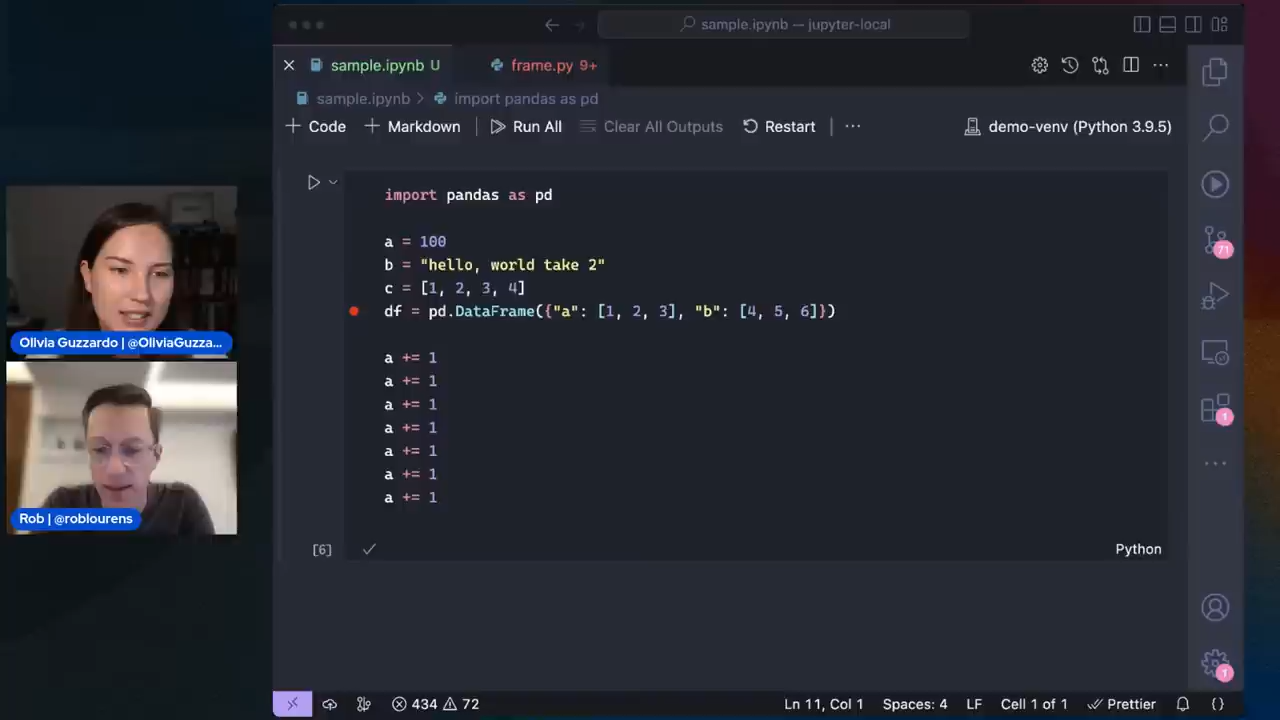 sample.ipynb — jupyter-local
sample.ipynb U
frame.py 9+
sample.ipynb > import pandas as pd
+ Code + Markdown Run All Clear All Outputs Restart ... demo-venv (Python 3.9.5)
import pandas as pd
a = 100
b = "hello, world take 2"
c = [1, 2, 3, 4]
df = pd.DataFrame({"a": [1, 2, 3], "b": [4, 5, 6]})
a += 1
a += 1
a += 1
a += 1
a += 1
a += 1
a += 1
[6]
Python
71
1
1
Olivia Guzzardo | @OliviaGuzza...
Rob | @roblourens
434 72 Ln 11, Col 1 Spaces: 4 LF Cell 1 of 1 Prettier {}